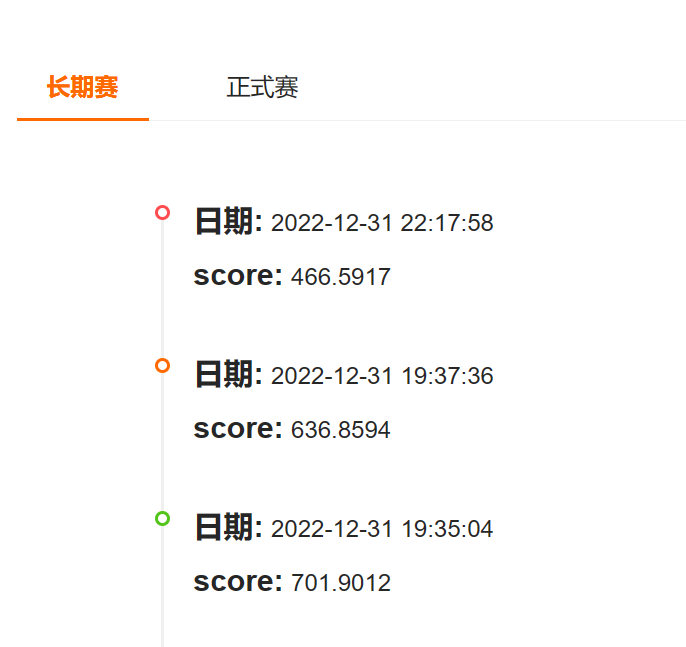 长期赛 正式赛
日期: 2022-12-31 22:17:58
score: 466.5917
日期: 2022-12-31 19:37:36
score: 636.8594
日期: 2022-12-31 19:35:04
score: 701.9012